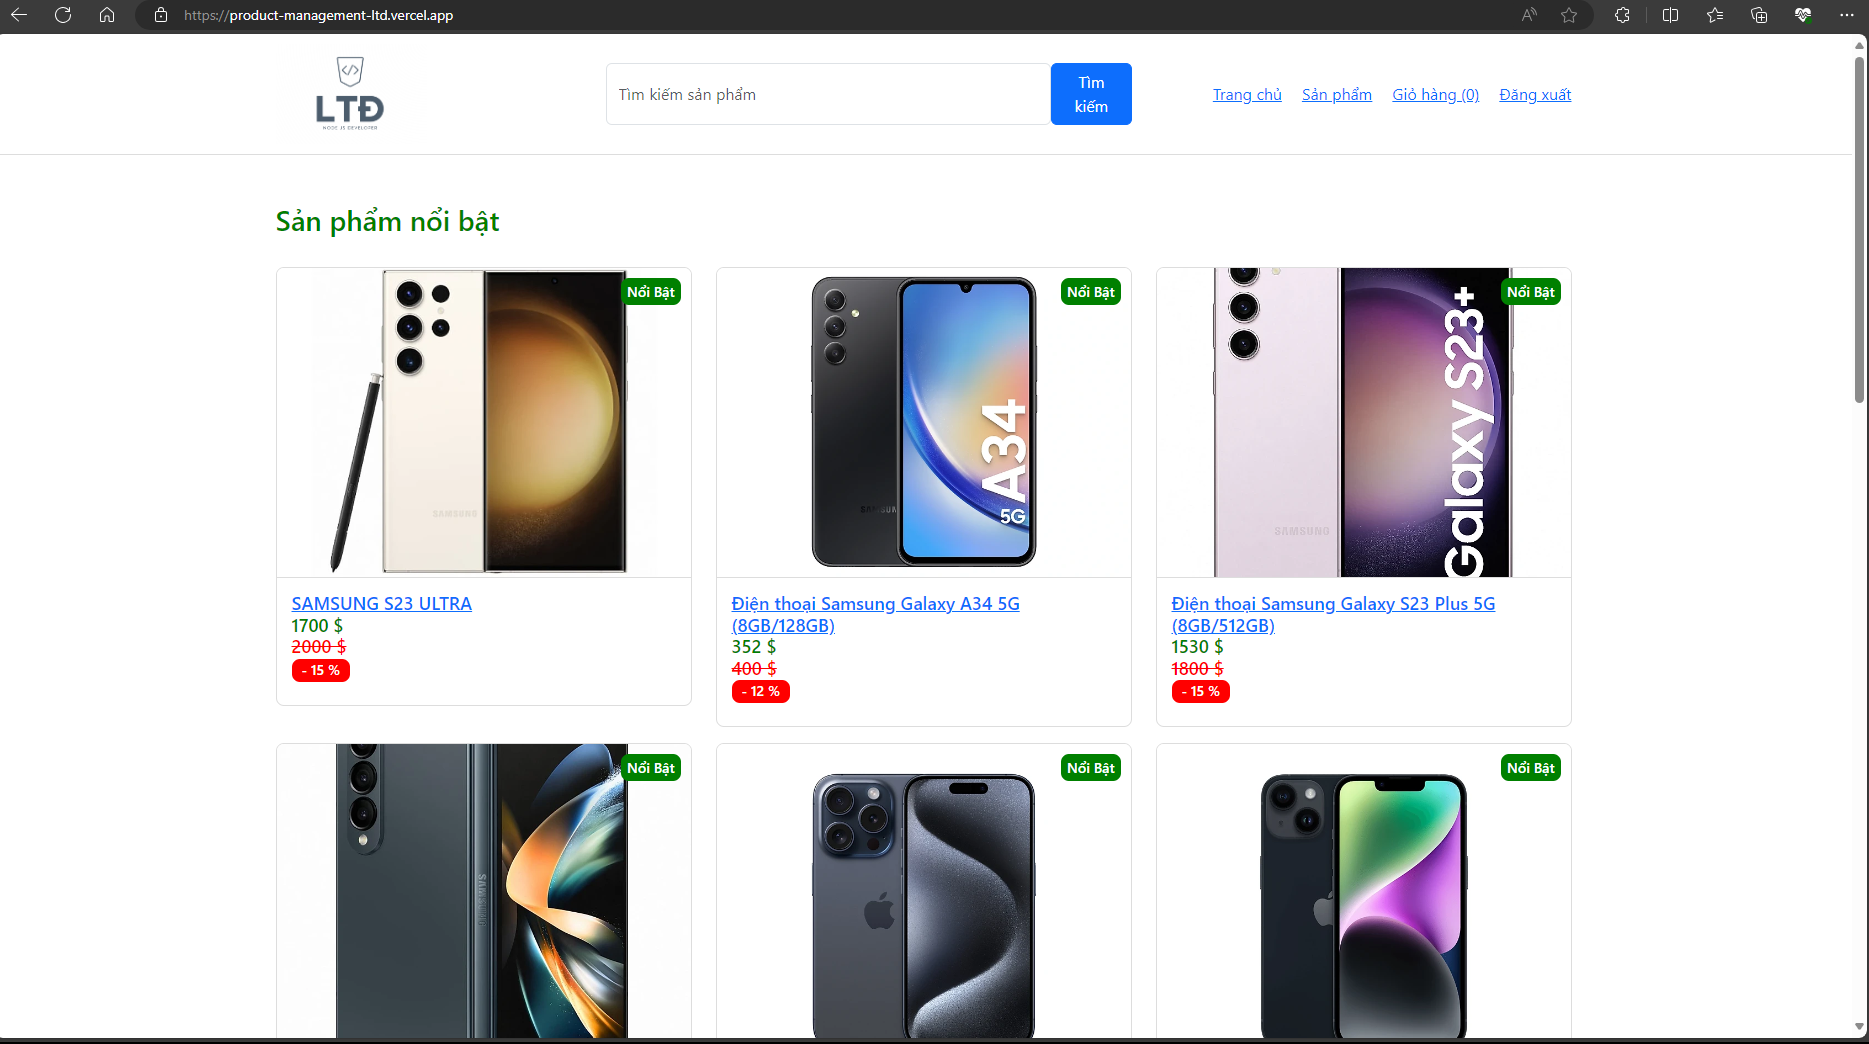 https://product-management-ltd.vercel.app
LTĐ
NODE JS DEVELOPER
Tìm kiếm sản phẩm
Tìm
kiếm
Trang chủ
Sản phẩm
Giỏ hàng (0)
Đăng xuất
Sản phẩm nổi bật
Nổi Bật
SAMSUNG
SAMSUNG S23 ULTRA
1700 $
2000 $
- 15 %
Nổi Bật
SAMSUNG
A34
5G
Điện thoại Samsung Galaxy A34 5G
(8GB/128GB)
352 $
400 $
- 12 %
Nổi Bật
SAMSUNG
Galaxy S23+
Điện thoại Samsung Galaxy S23 Plus 5G
(8GB/512GB)
1530 $
1800 $
- 15 %
Nổi Bật
SAMSUNG
Nổi Bật
Nổi Bật